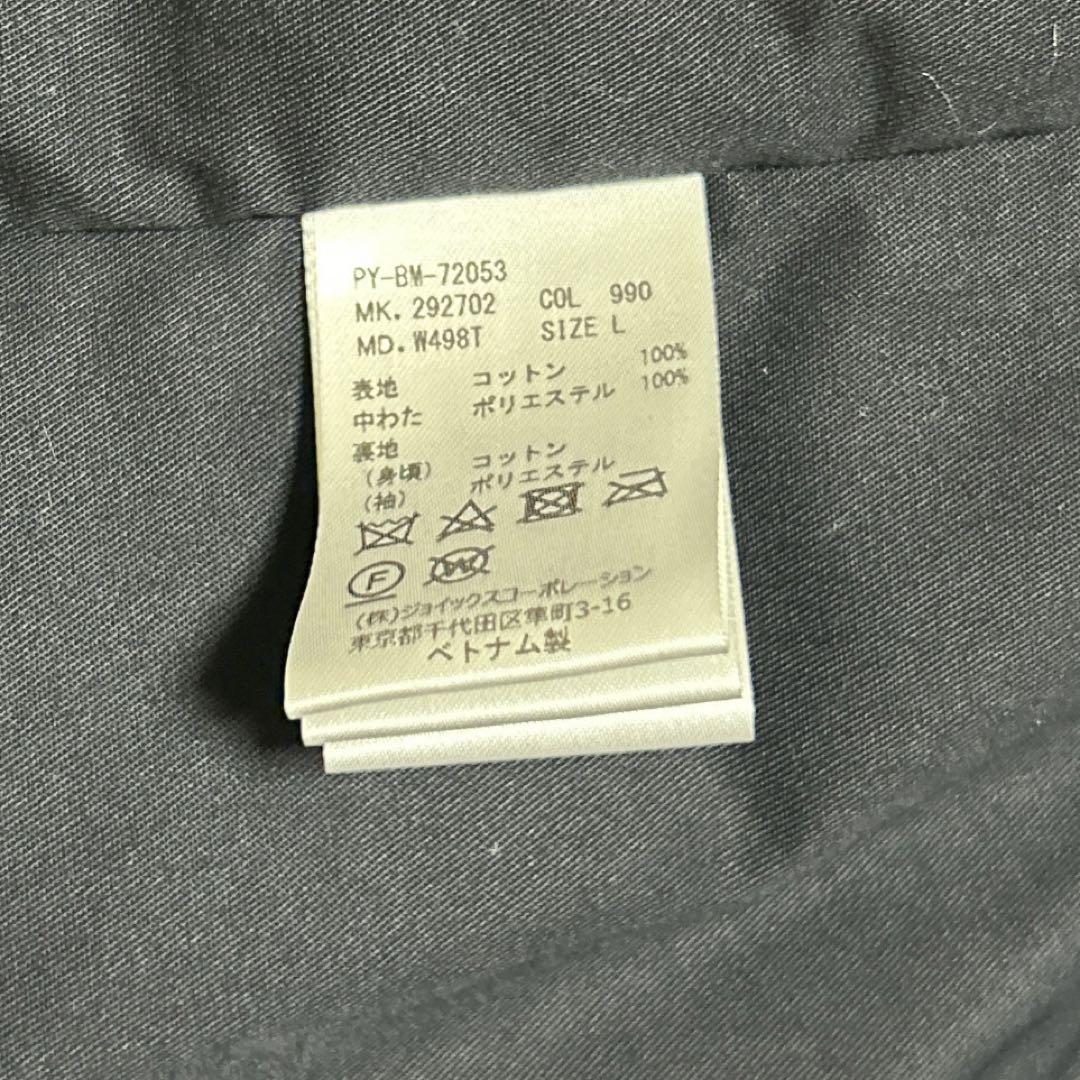 PY-BM-72053
MK. 292702 COL 990
MD. W498T SIZE L
表地 コットン 100%
中わた ポリエステル 100%
裏地
(身頃) コットン
(袖) ポリエステル
F
W
(株)ジョイックスコーポレーション
東京都千代田区隼町3-16
ベトナム製